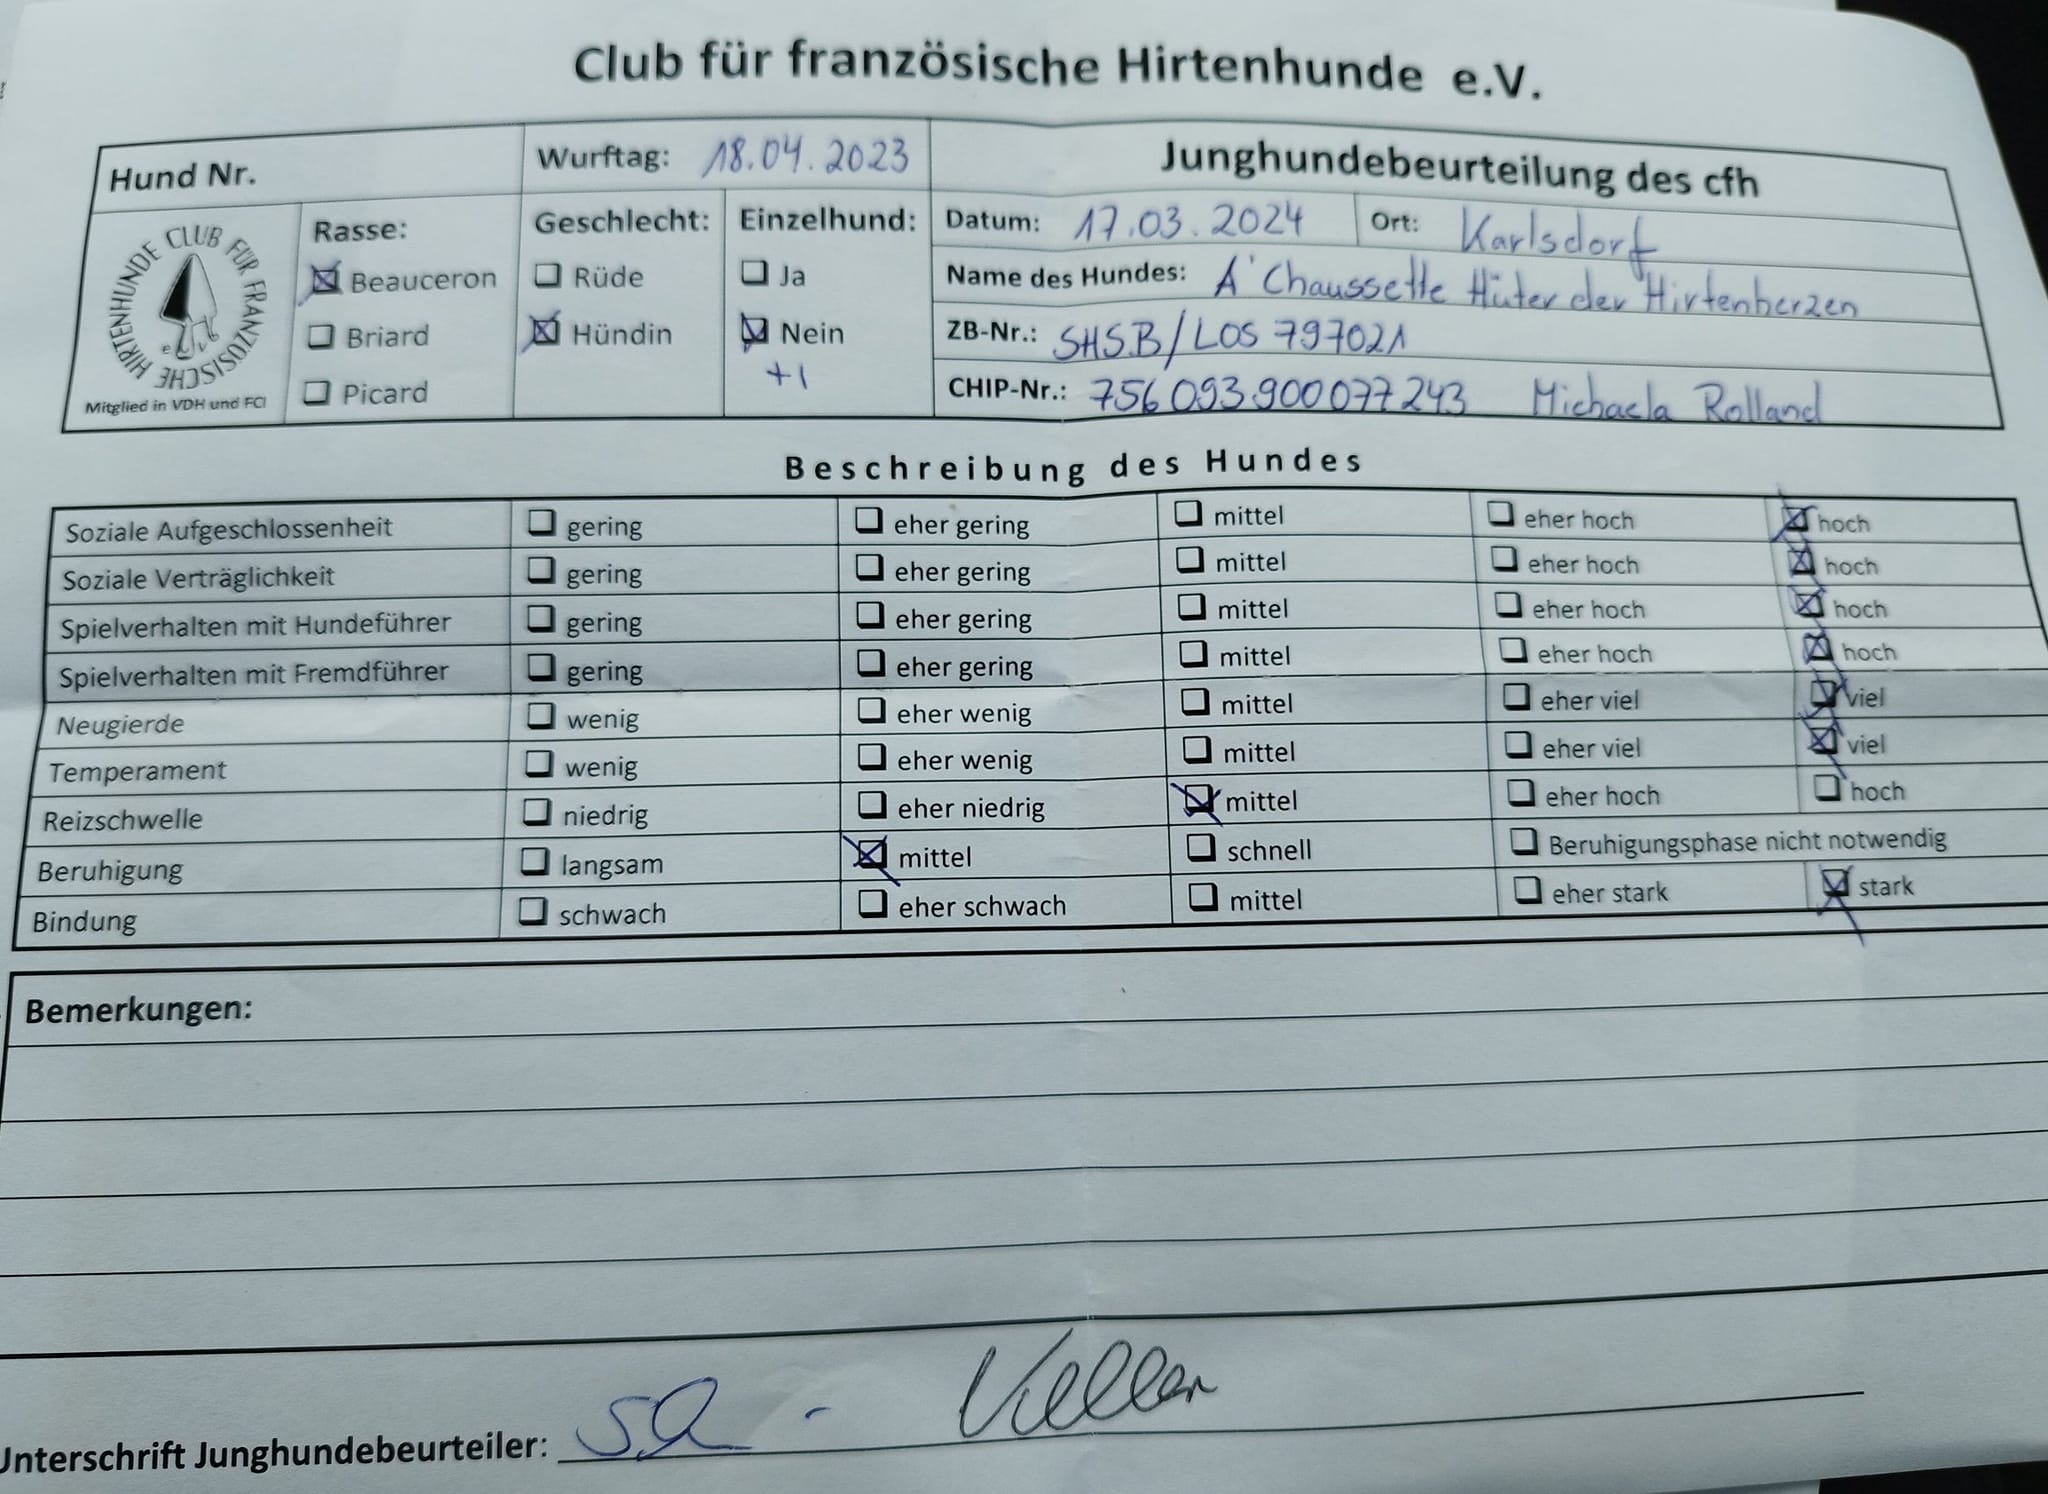 Club für französische Hirtenhunde e.V.
Hund Nr.
Wurftag: 18.04.2023
Junghundebeurteilung des cfh
CLUB FÜR FRANZÖSISCHE HIRTENHUNDE e.V.
Mitglied in VDH und FCI
Rasse:
Beauceron
Briard
Picard
Geschlecht:
Rüde
Hündin
Einzelhund:
Ja
Nein
+1
Datum: 17.03.2024 Ort: Karlsdorf
Name des Hundes: A'Chaussette Hüter der Hirtenherzen
ZB-Nr.: SHSB/LOS 797021
CHIP-Nr.: 756093900077243 Michaela Rolland
Beschreibung des Hundes
Soziale Aufgeschlossenheit gering eher gering mittel eher hoch hoch
Soziale Verträglichkeit gering eher gering mittel eher hoch hoch
Spielverhalten mit Hundeführer gering eher gering mittel eher hoch hoch
Spielverhalten mit Fremdführer gering eher gering mittel eher hoch hoch
Neugierde wenig eher wenig mittel eher viel viel
Temperament wenig eher wenig mittel eher viel viel
Reizschwelle niedrig eher niedrig mittel eher hoch hoch
Beruhigung langsam mittel schnell Beruhigungsphase nicht notwendig
Bindung schwach eher schwach mittel eher stark stark
Bemerkungen:
Unterschrift Junghundebeurteiler: